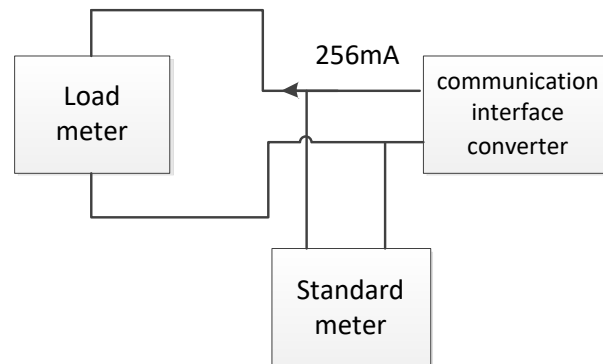 256mA
Load
meter
communication
interface
converter
Standard
meter